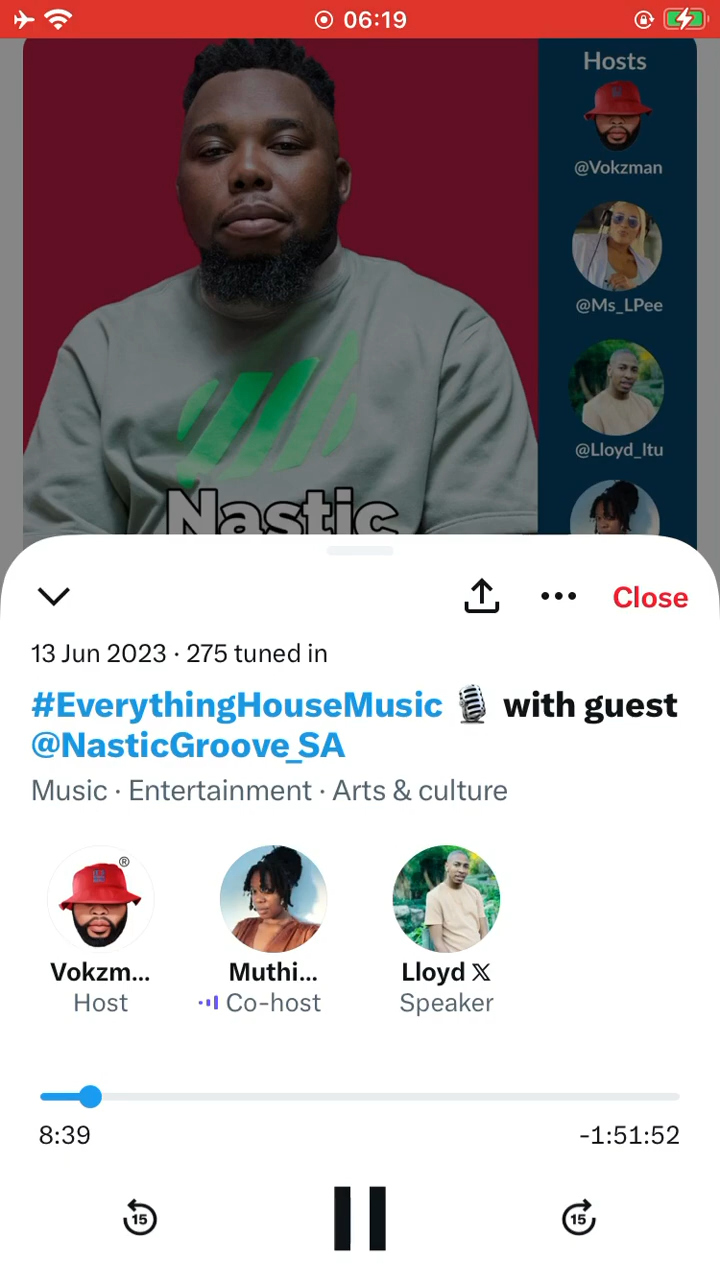 06:19
Hosts
@Vokzman
@Ms_LPee
@Lloyd_Itu
Nastic
Close
13 Jun 2023 · 275 tuned in
#EverythingHouseMusic 🎙️ with guest
@NasticGroove_SA
Music · Entertainment · Arts & culture
®
Vokzm... Muthi... Lloyd 𝕏
Host Co-host Speaker
8:39 -1:51:52
15 15